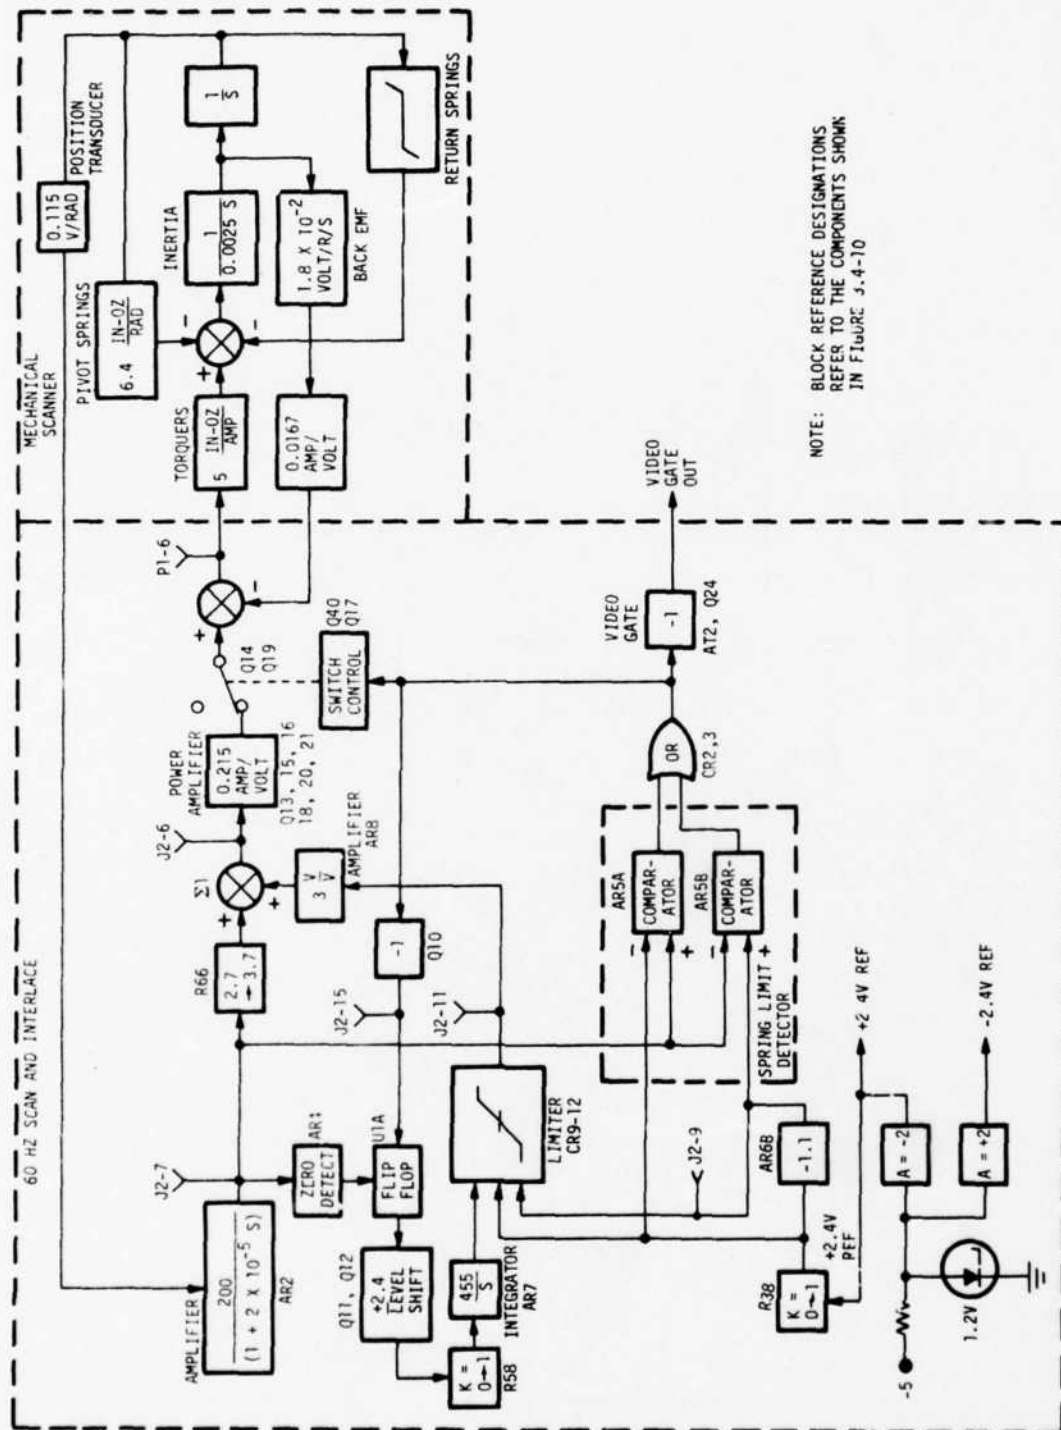 60 HZ SCAN AND INTERLACE
MECHANICAL
SCANNER
AMPLIFIER
200
(1 + 2 X 10-5 S)
AR2
J2-7
R66
2.7
3.7
Σ1
+
+
J2-6
POWER
AMPLIFIER
0.215
AMP/
VOLT
Q13, 15, 16
18, 20, 21
Q14
Q19
+
-
P1-6
TORQUERS
5 IN-OZ
AMP
PIVOT SPRINGS
6.4 IN-OZ
RAD
0.115
V/RAD
POSITION
TRANSDUCER
+
-
-
INERTIA
1
0.0025 S
1
S
1.8 X 10-2
VOLT/R/S
BACK EMF
0.0167
AMP/
VOLT
RETURN SPRINGS
ZERO
DETECT
FLIP
FLOP
U1A
Q11, Q12
+2.4
LEVEL
SHIFT
K =
0→1
R58
455
S
INTEGRATOR
AR7
LIMITER
CR9-12
J2-15
J2-11
-1
Q10
3 V
V
AMPLIFIER
AR8
SWITCH
CONTROL
Q40
Q17
AR5A
COMPAR-
ATOR
-
+
AR5B
COMPAR-
ATOR
-
+
SPRING LIMIT
DETECTOR
OR
CR2,3
VIDEO
GATE
-1
AT2, Q24
VIDEO
GATE
OUT
J2-9
AR6B
-1.1
R38
K =
0→1
+2.4V
+2 4V REF
A = -2
A = +2
-2.4V REF
-5
1.2V
NOTE: BLOCK REFERENCE DESIGNATIONS
REFER TO THE COMPONENTS SHOWN
IN FIGURE 3.4-10